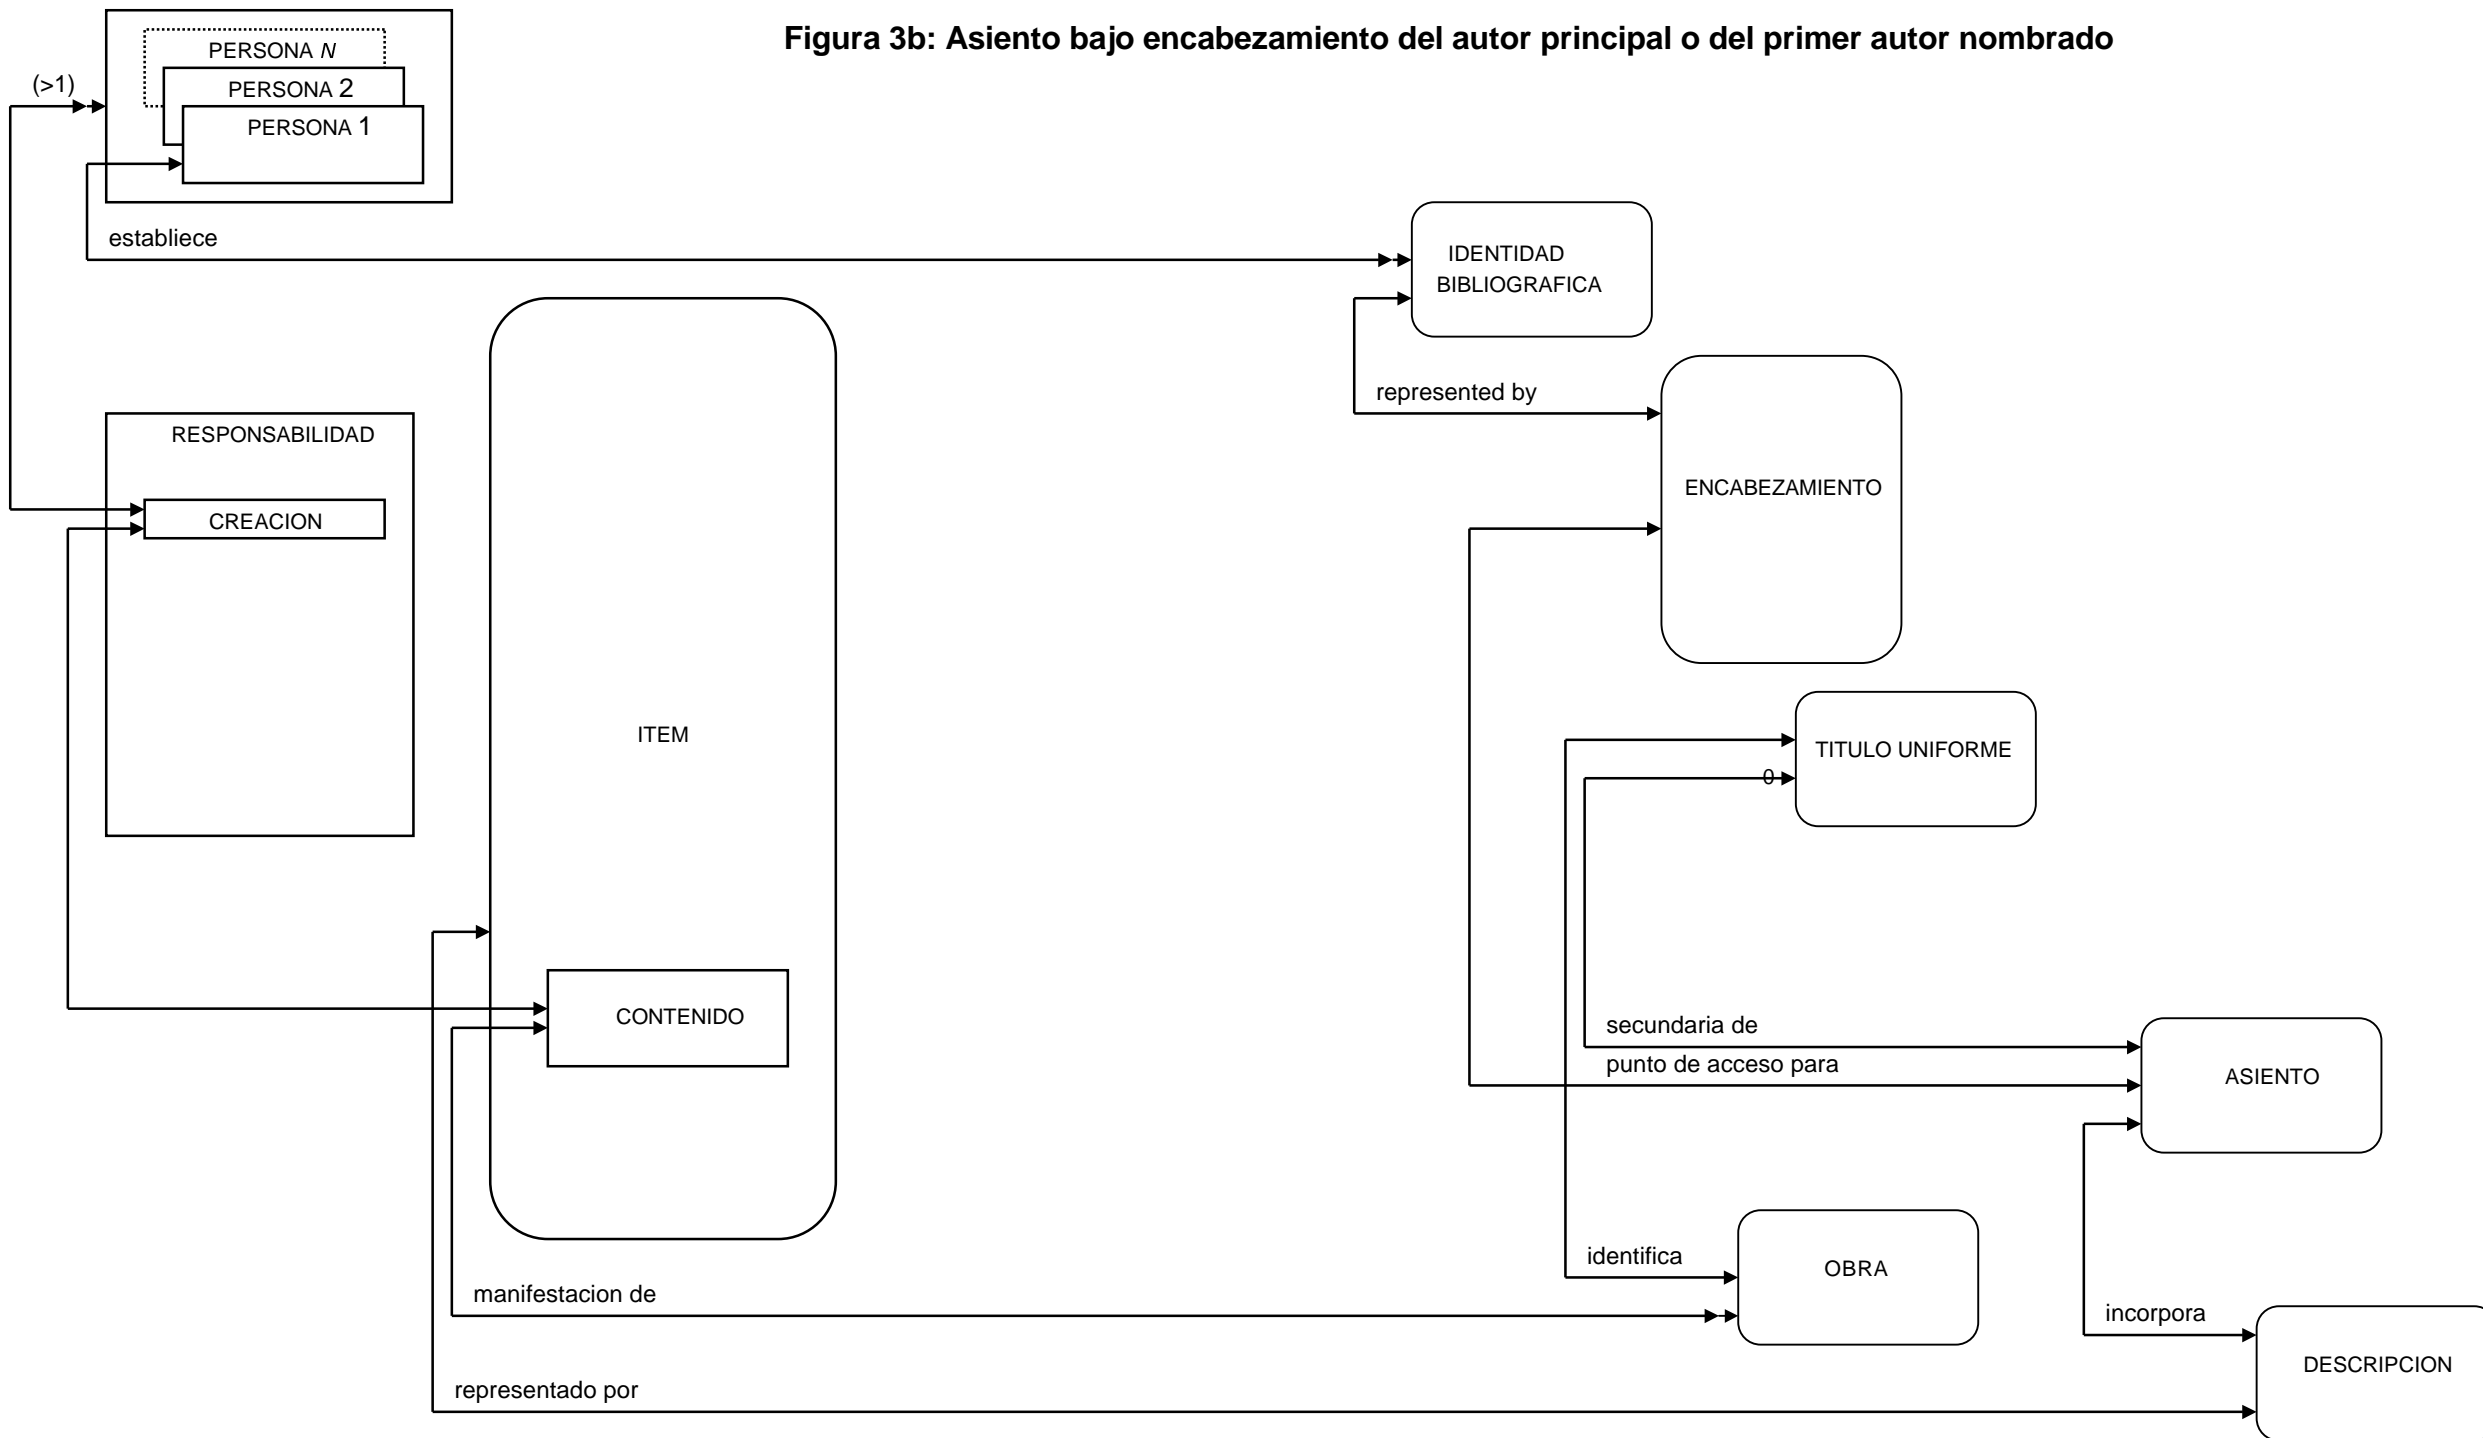 Figura 3b: Asiento bajo encabezamiento del autor principal o del primer autor nombrado
PERSONA N
(>1)
PERSONA 2
PERSONA 1
establiece
IDENTIDAD
BIBLIOGRAFICA
represented by
RESPONSABILIDAD
ENCABEZAMIENTO
CREACION
ITEM
TITULO UNIFORME
0
CONTENIDO
secundaria de
punto de acceso para
ASIENTO
identifica
OBRA
manifestacion de
incorpora
DESCRIPCION
representado por